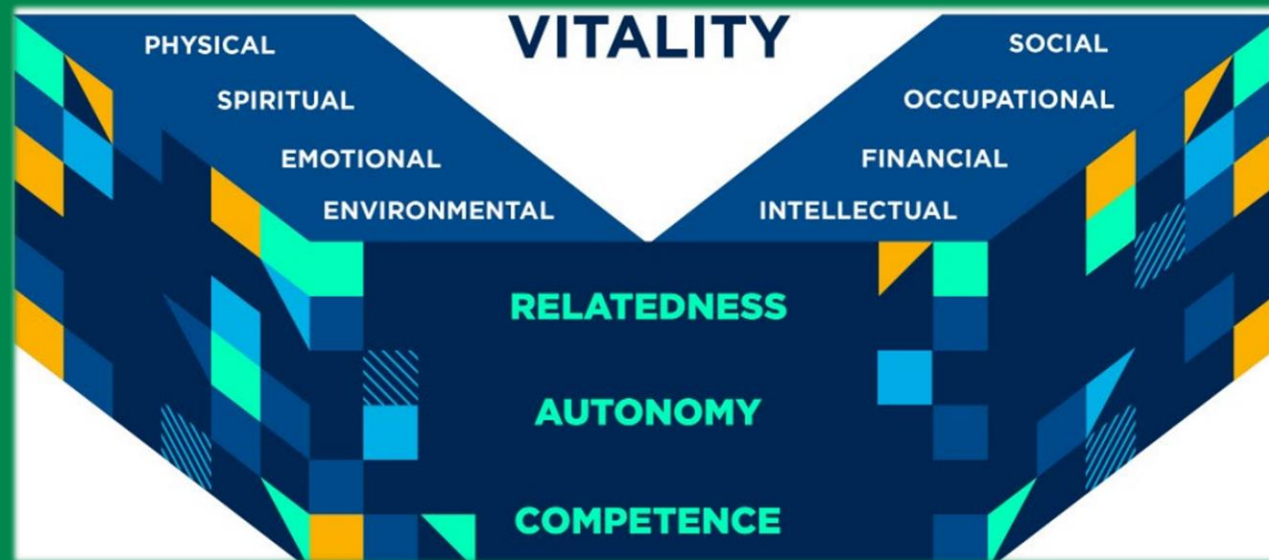 VITALITY
PHYSICAL
SPIRITUAL
EMOTIONAL
ENVIRONMENTAL
SOCIAL
OCCUPATIONAL
FINANCIAL
INTELLECTUAL
RELATEDNESS
AUTONOMY
COMPETENCE